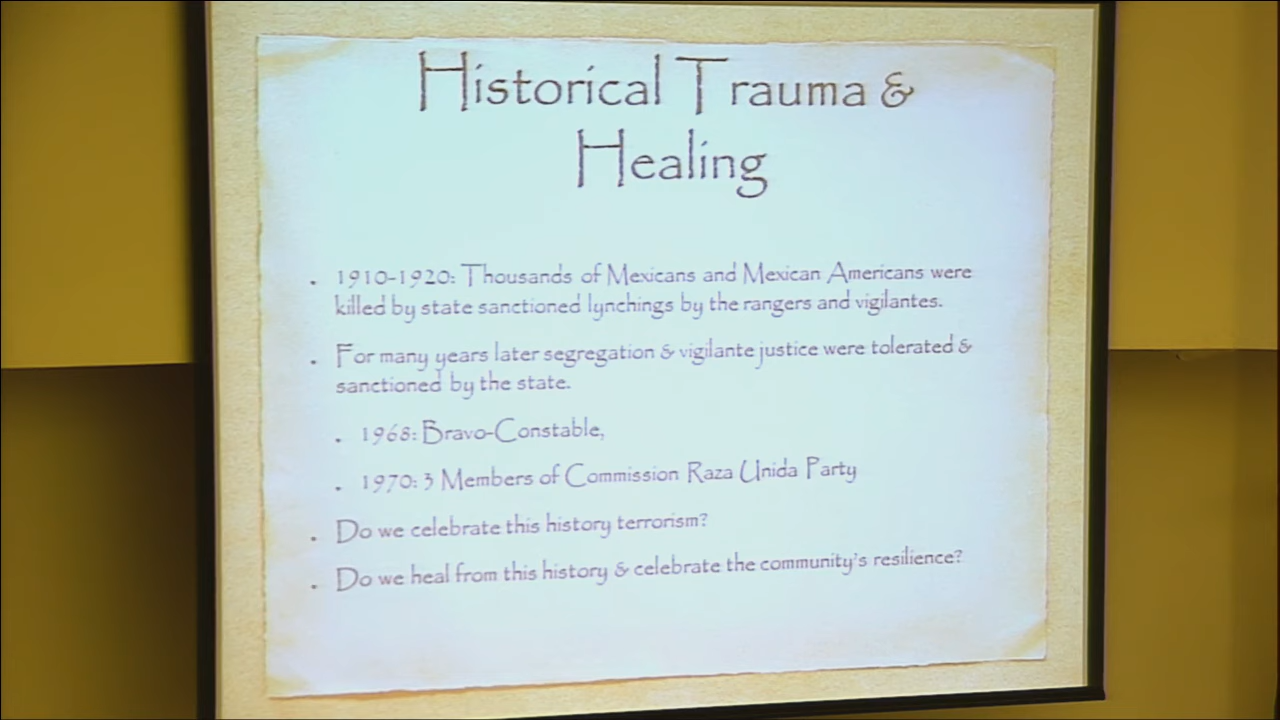 Historical Trauma &
Healing
• 1910-1920: Thousands of Mexicans and Mexican Americans were
killed by state sanctioned lynchings by the rangers and vigilantes.
• For many years later segregation & vigilante justice were tolerated &
sanctioned by the state.
• 1968: Bravo-Constable,
• 1970: 3 Members of Commission Raza Unida Party
• Do we celebrate this history terrorism?
• Do we heal from this history & celebrate the community's resilience?